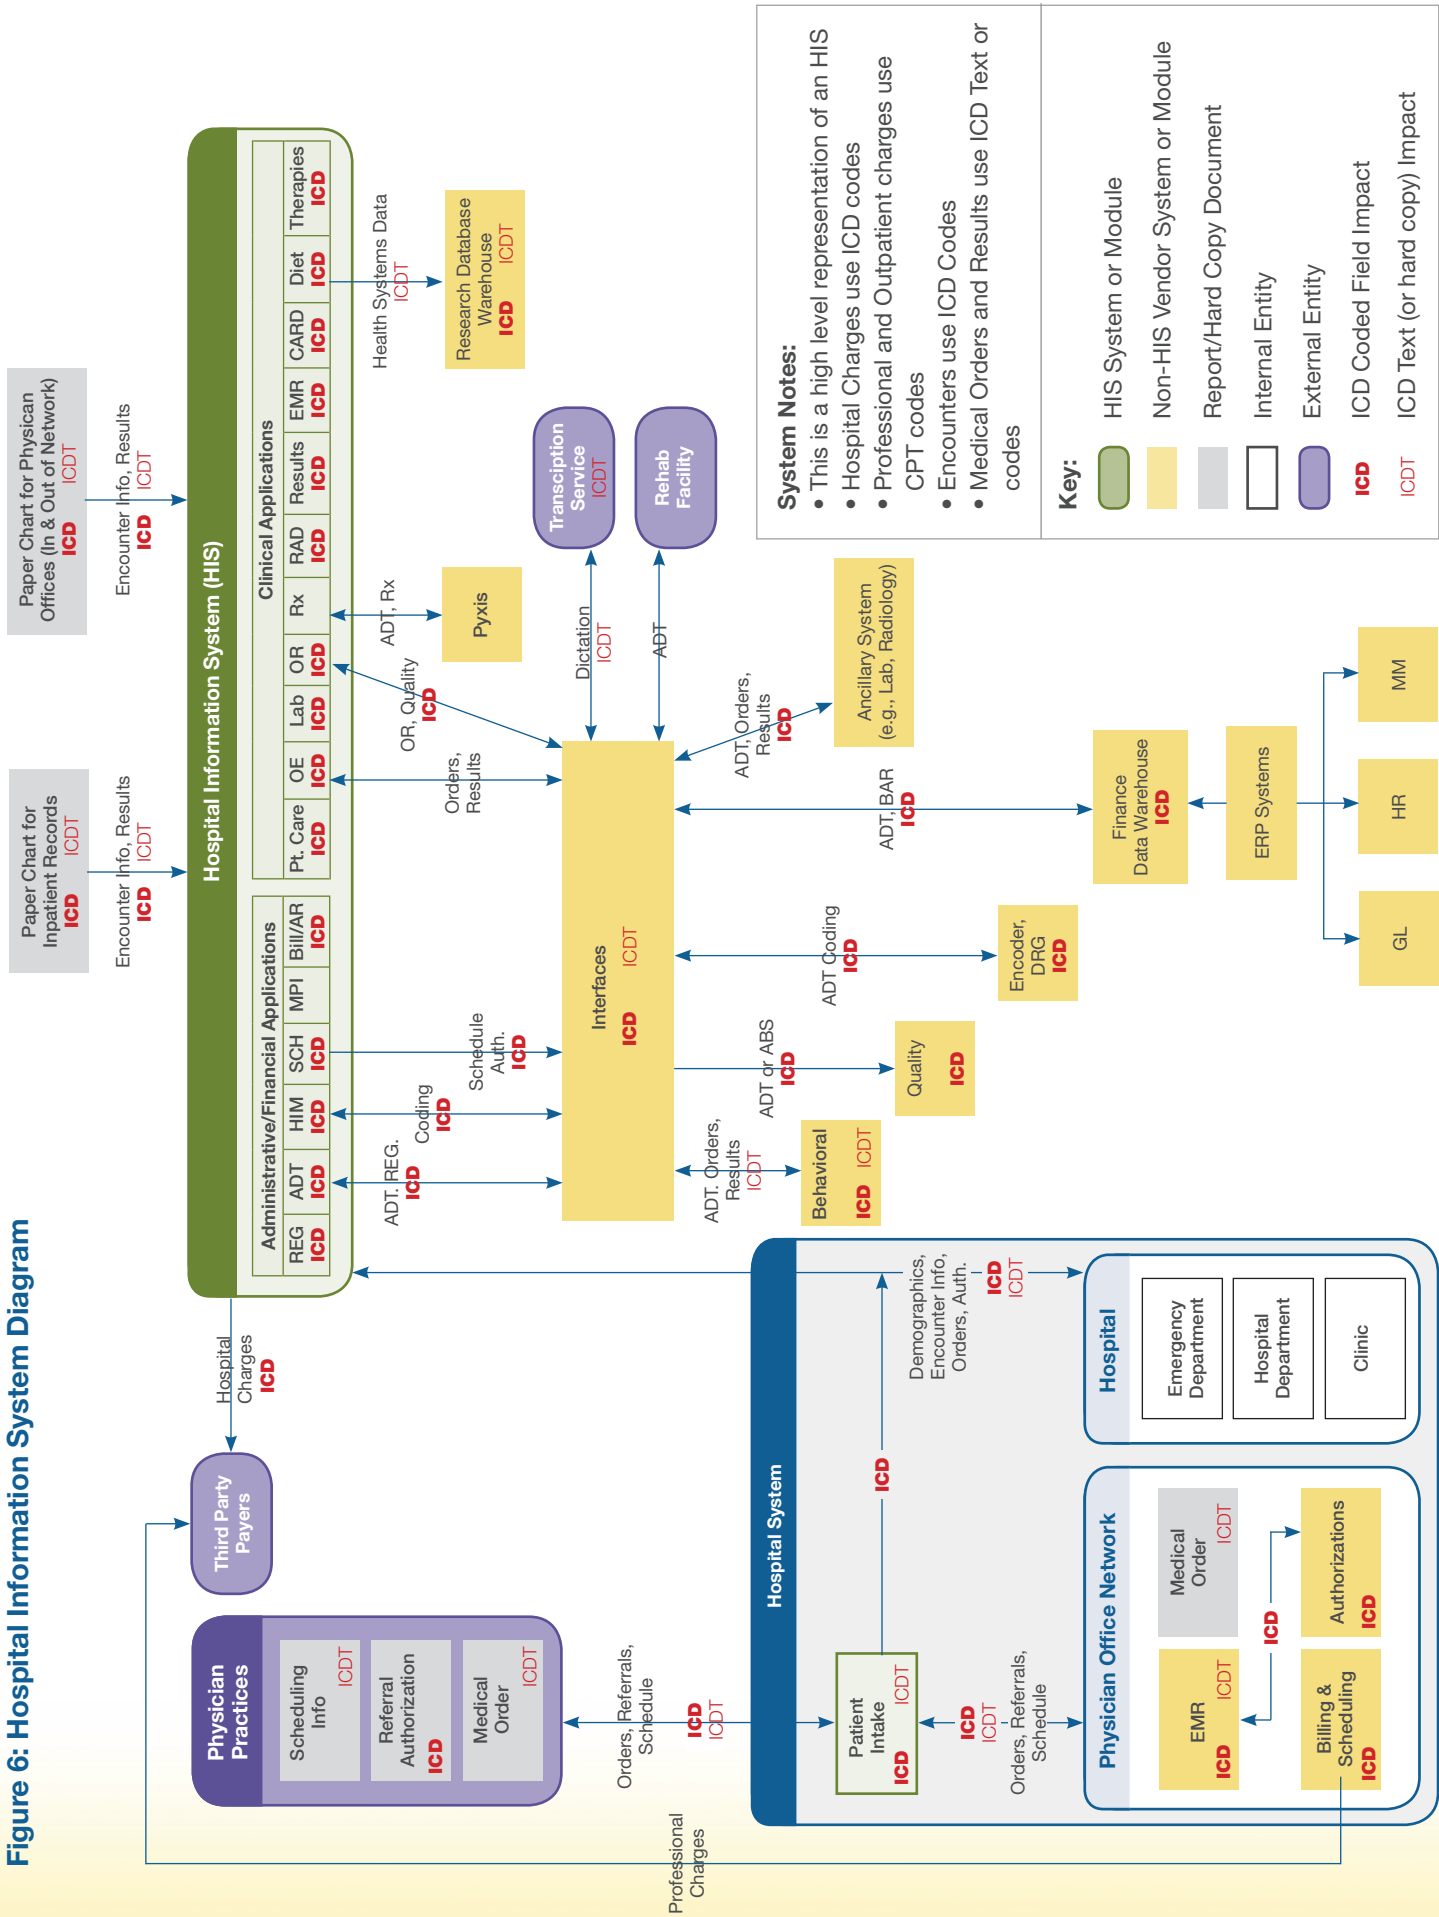 Figure 6: Hospital Information System Diagram
Paper Chart for
Inpatient Records
ICD ICDT
Encounter Info, Results
ICD ICDT
Paper Chart for Physican
Offices (In & Out of Network)
ICD ICDT
Encounter Info, Results
ICD ICDT
Hospital Information System (HIS)
Administrative/Financial Applications
REG
ICD
ADT
ICD
HIM
ICD
SCH
ICD
MPI
Bill/AR
ICD
Clinical Applications
Pt. Care
ICD
OE
ICD
Lab
ICD
OR
ICD
Rx
RAD
ICD
Results
ICD
EMR
ICD
CARD
ICD
Diet
ICD
Therapies
ICD
Hospital
Charges
ICD
Third Party
Payers
Physician
Practices
Scheduling
Info
ICDT
Referral
Authorization
ICD
Medical
Order
ICDT
Orders, Referrals,
Schedule
ICD
ICDT
Professional
Charges
ADT. REG.
ICD
Coding
ICD
Schedule
Auth.
ICD
Orders,
Results
OR, Quality
ICD
ADT, Rx
Pyxis
Health Systems Data
ICDT
Research Database
Warehouse
ICD ICDT
Interfaces
ICD ICDT
Dictation
ICDT
Transciption
Service
ICDT
ADT
Rehab
Facility
ADT. Orders,
Results
ICDT
Behavioral
ICD ICDT
ADT or ABS
ICD
Quality
ICD
ADT Coding
ICD
Encoder,
DRG
ICD
ADT, BAR
ICD
Finance
Data Warehouse
ICD
ADT, Orders,
Results
ICD
Ancillary System
(e.g., Lab, Radiology)
ERP Systems
GL
HR
MM
Hospital System
Patient
Intake
ICD ICDT
ICD
Demographics,
Encounter Info,
Orders, Auth.
ICD
ICDT
ICD
ICDT
Orders, Referrals,
Schedule
Physician Office Network
EMR
ICD ICDT
Medical
Order
ICDT
ICD
Billing &
Scheduling
ICD
Authorizations
ICD
Hospital
Emergency
Department
Hospital
Department
Clinic
System Notes:
• This is a high level representation of an HIS
• Hospital Charges use ICD codes
• Professional and Outpatient charges use
CPT codes
• Encounters use ICD Codes
• Medical Orders and Results use ICD Text or
codes
Key:
HIS System or Module
Non-HIS Vendor System or Module
Report/Hard Copy Document
Internal Entity
External Entity
ICD ICD Coded Field Impact
ICDT ICD Text (or hard copy) Impact